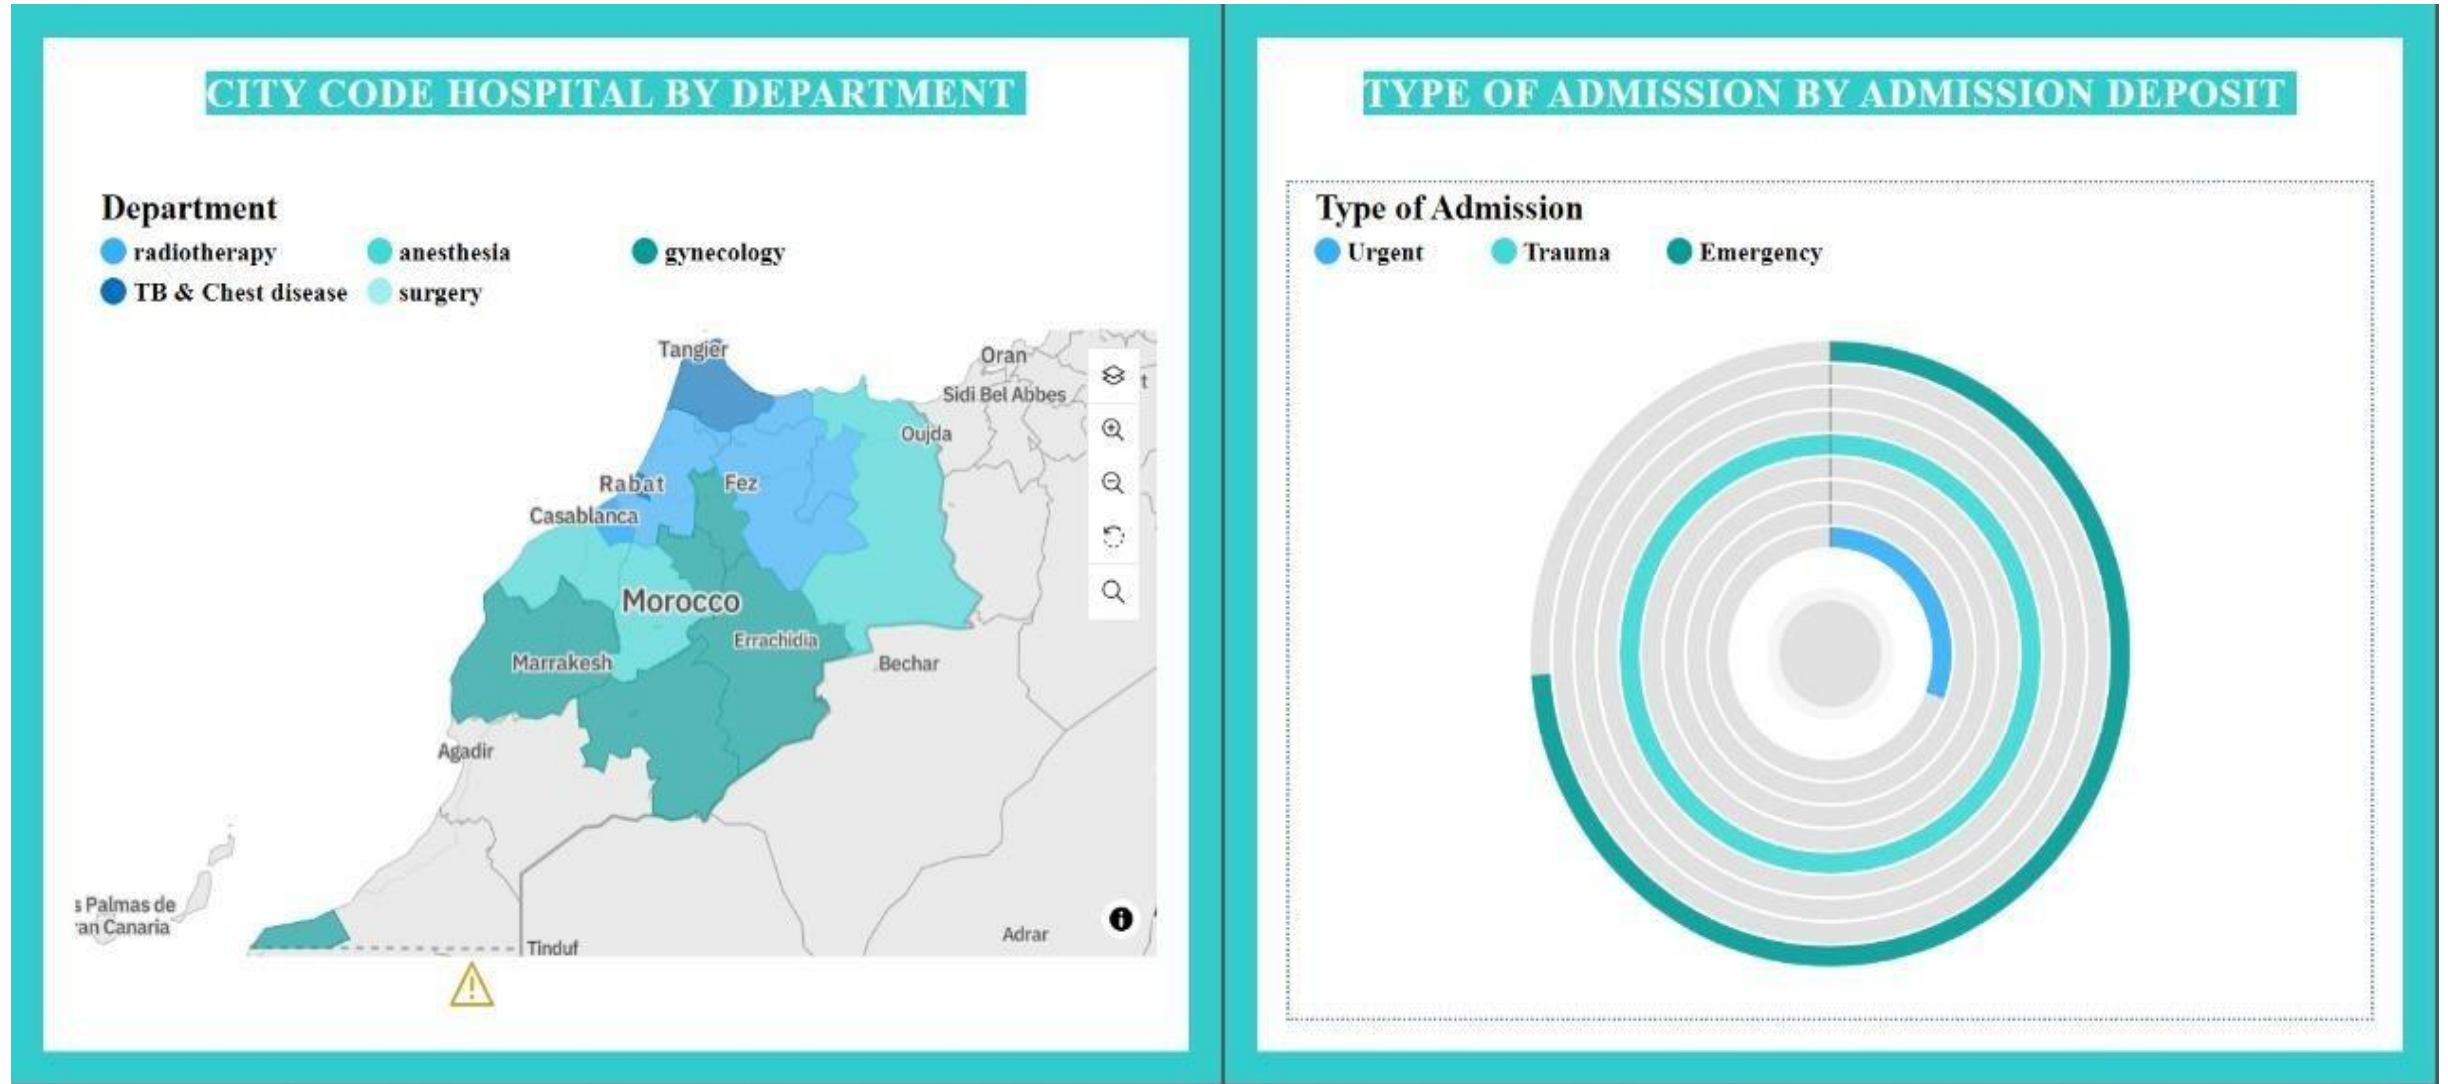 CITY CODE HOSPITAL BY DEPARTMENT
Department
radiotherapy anesthesia gynecology
TB & Chest disease surgery
Tangier
Oran
t
Sidi Bel Abbes
Oujda
Rabat Fez
Casablanca
Morocco
Errachidia
Marrakesh
Bechar
Agadir
s Palmas de
an Canaria
Adrar
Tinduf
TYPE OF ADMISSION BY ADMISSION DEPOSIT
Type of Admission
Urgent Trauma Emergency